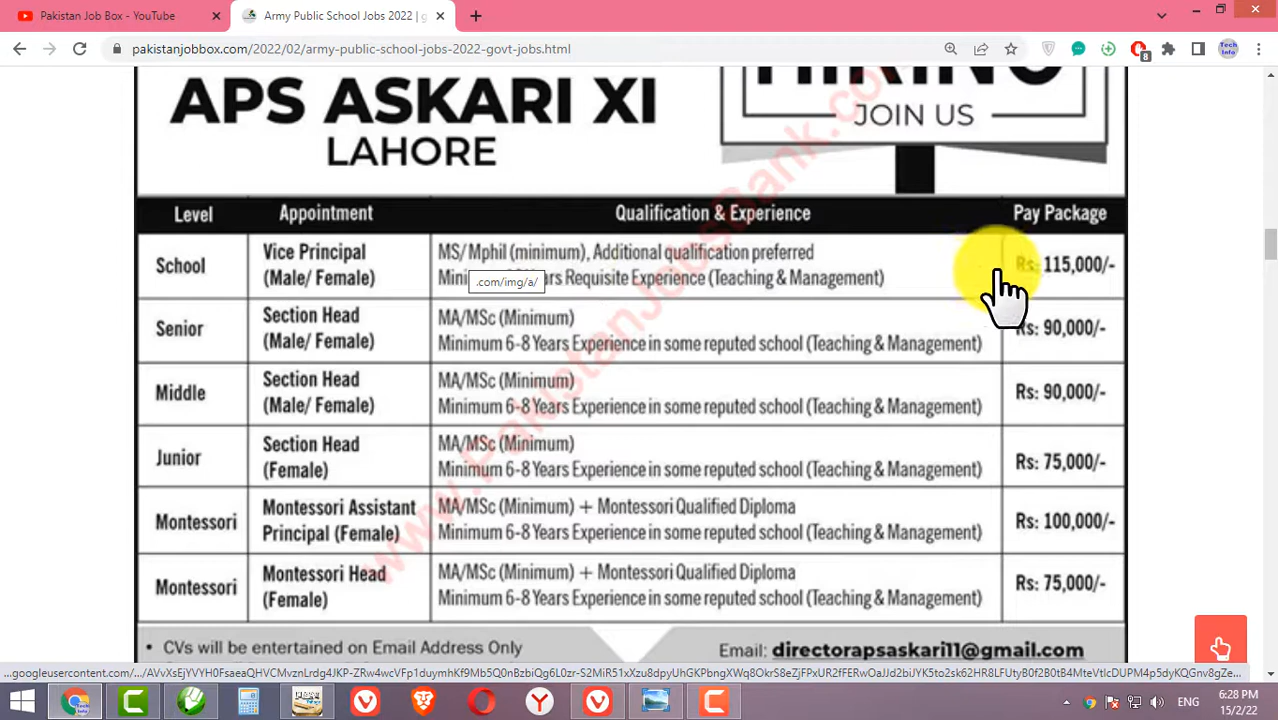 Pakistan Job Box - YouTube
Army Public School Jobs 2022 | g
pakistanjobbox.com/2022/02/army-public-school-jobs-2022-govt-jobs.html
8
Tech
Info
APS ASKARI XI
LAHORE
HIRING
JOIN US
Level Appointment Qualification & Experience Pay Package
School
Vice Principal
(Male/ Female)
MS/Mphil (minimum), Additional qualification preferred
Requisite Experience (Teaching & Management)
Rs: 115,000/-
.com/img/a/
Senior
Section Head
(Male/ Female)
MA/MSc (Minimum)
Minimum 6-8 Years Experience in some reputed school (Teaching & Management)
Rs: 90,000/-
Middle
Section Head
(Male/ Female)
MA/MSc (Minimum)
Minimum 6-8 Years Experience in some reputed school (Teaching & Management)
Rs: 90,000/-
Junior
Section Head
(Female)
MA/MSc (Minimum)
Minimum 6-8 Years Experience in some reputed school (Teaching & Management)
Rs: 75,000/-
Montessori
Montessori Assistant
Principal (Female)
MA/MSc (Minimum) + Montessori Qualified Diploma
Minimum 6-8 Years Experience in some reputed school (Teaching & Management)
Rs: 100,000/-
Montessori
Montessori Head
(Female)
MA/MSc (Minimum) + Montessori Qualified Diploma
Minimum 6-8 Years Experience in some reputed school (Teaching & Management)
Rs: 75,000/-
www.PakistanJobsBank.com
• CVs will be entertained on Email Address Only
Email: directorapsaskari11@gmail.com
6:28 PM
15/2/22
ENG